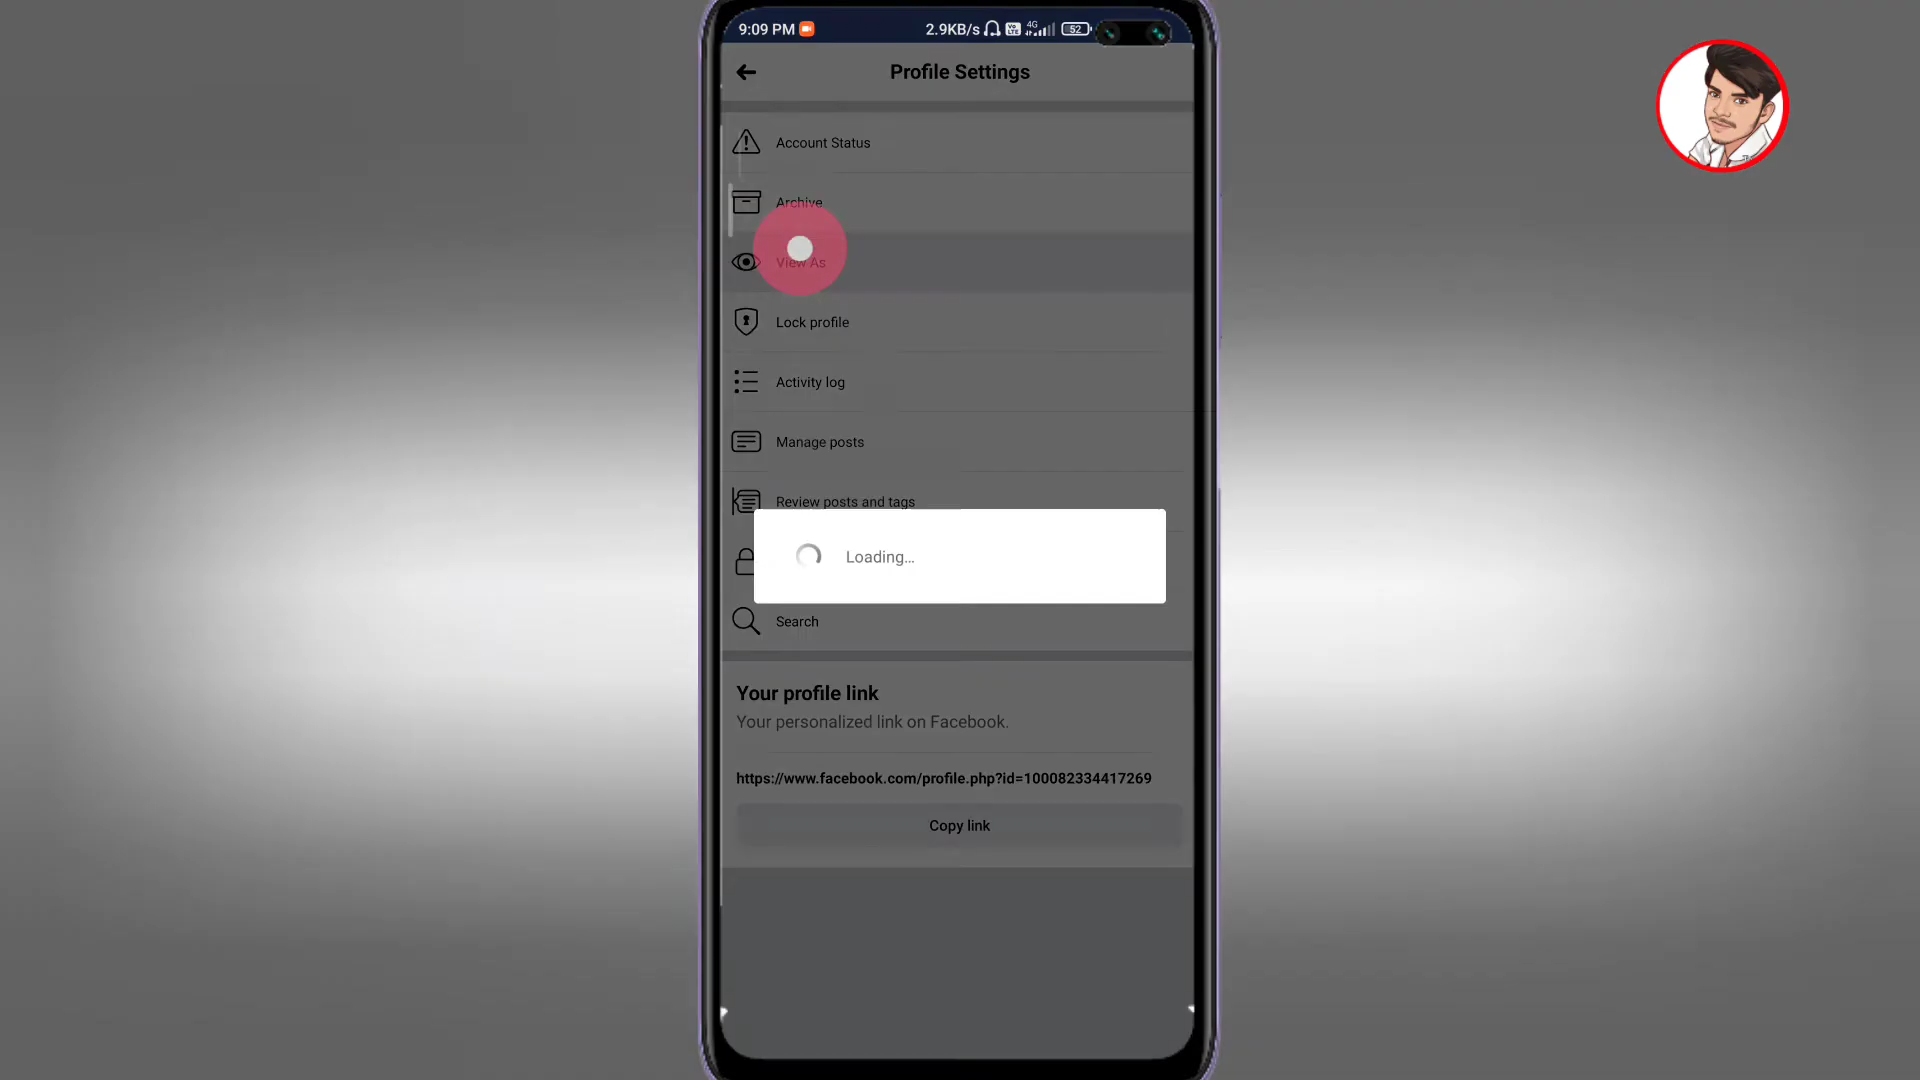 9:09 PM 2.9KB/s 4G 52
Profile Settings
Account Status
Archive
View As
Lock profile
Activity log
Manage posts
Review posts and tags
Loading...
Search
Your profile link
Your personalized link on Facebook.
https://www.facebook.com/profile.php?id=100082334417269
Copy link